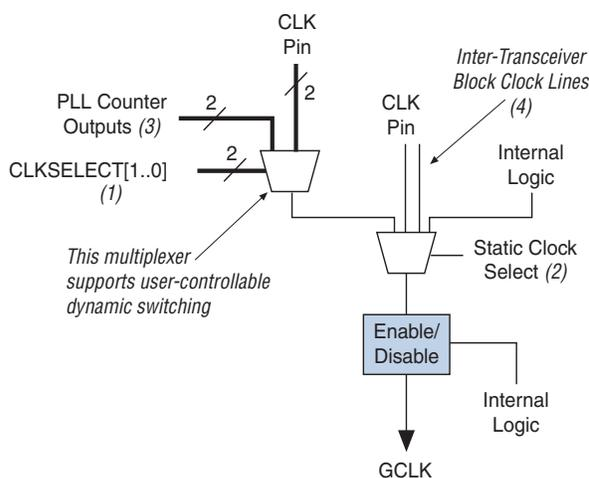 CLK
Pin
2
PLL Counter
Outputs (3)
2
CLKSELECT[1..0]
(1)
2
This multiplexer
supports user-controllable
dynamic switching
CLK
Pin
Inter-Transceiver
Block Clock Lines
(4)
Internal
Logic
Static Clock
Select (2)
Enable/
Disable
Internal
Logic
GCLK